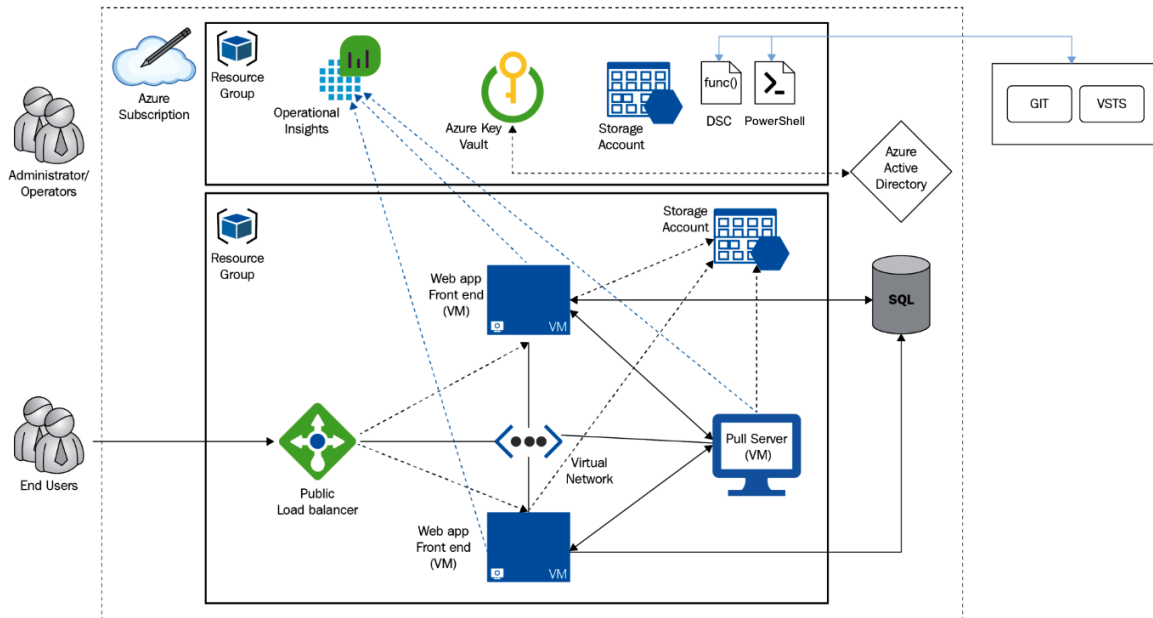 Azure
Subscription
Resource
Group
Operational
Insights
Azure Key
Vault
Storage
Account
func()
DSC
>_
PowerShell
GIT
VSTS
Administrator/
Operators
Azure
Active
Directory
Resource
Group
Storage
Account
Web app
Front end
(VM)
VM
SQL
End Users
Public
Load balancer
Virtual
Network
Pull Server
(VM)
Web app
Front end
(VM)
VM